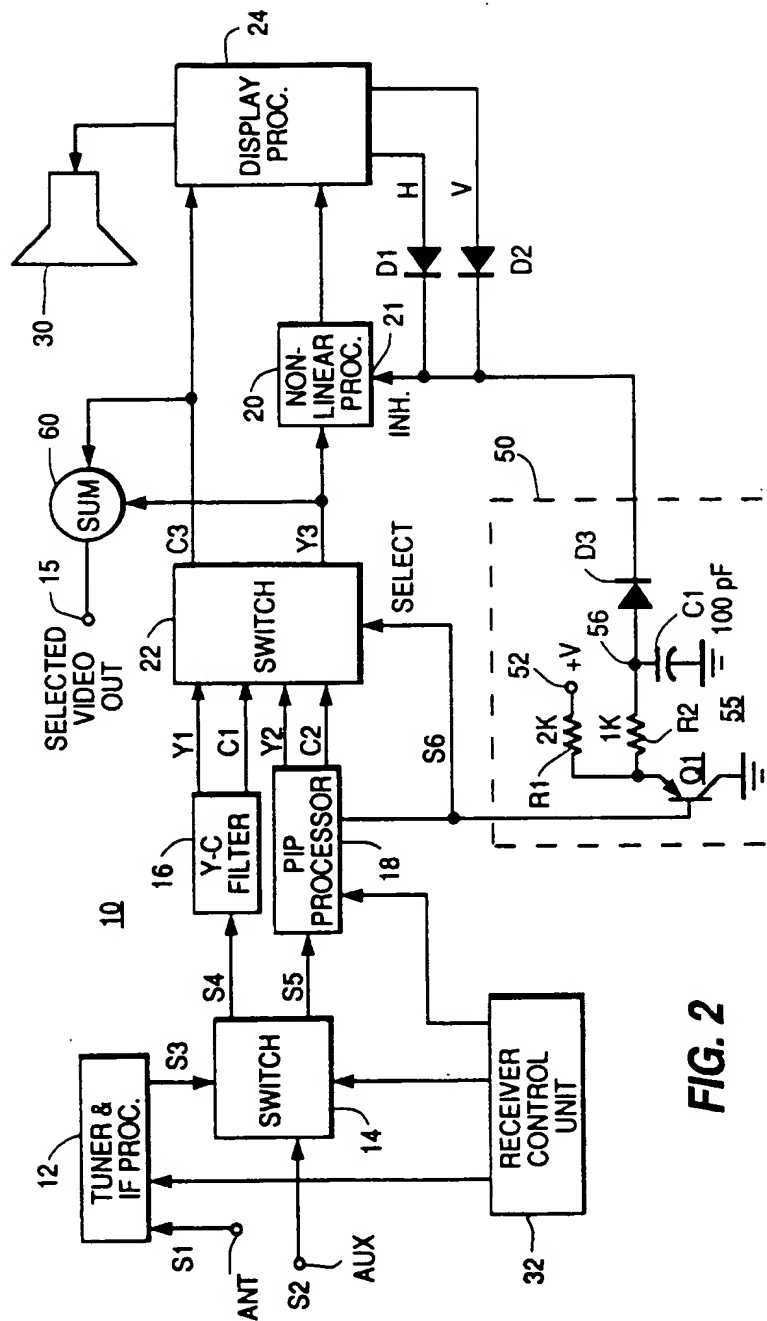 10
12
TUNER &
IF PROC.
S1
ANT
S3
S2
AUX
SWITCH
14
S4
S5
16
Y-C
FILTER
PIP
PROCESSOR
18
Y1
C1
Y2
C2
S6
22
SWITCH
SELECT
SELECTED
VIDEO
OUT
15
60
SUM
C3
Y3
20
NON-
LINEAR
PROC.
21
INH.
30
24
DISPLAY
PROC.
H
V
D1
D2
RECEIVER
CONTROL
UNIT
32
50
52
+V
2K
R1
1K
R2
56
D3
C1
100 pF
55
Q1
FIG. 2